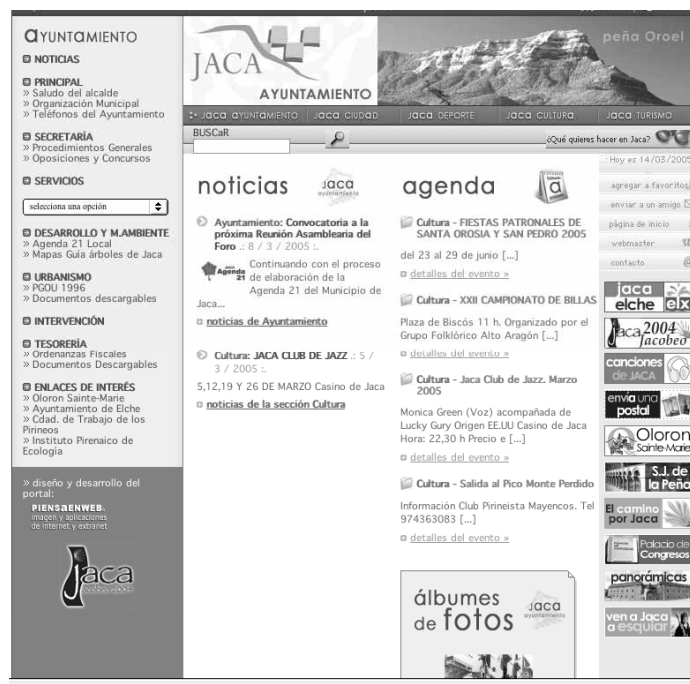 aYUNTaMIENTO
NOTICIAS
PRINCIPAL
» Saludo del alcalde
» Organización Municipal
» Teléfonos del Ayuntamiento
SECRETARÍA
» Procedimientos Generales
» Oposiciones y Concursos
SERVICIOS
selecciona una opción
DESARROLLO Y M.AMBIENTE
» Agenda 21 Local
» Mapas Guía árboles de Jaca
URBANISMO
» PGOU 1996
» Documentos descargables
INTERVENCIÓN
TESORERÍA
» Ordenanzas Fiscales
» Documentos Descargables
ENLACES DE INTERÉS
» Oloron Sainte-Marie
» Ayuntamiento de Elche
» Cdad. de Trabajo de los
Pirineos
» Instituto Pirenaico de
Ecología
» diseño y desarrollo del
portal:
PIENSaENWEB
imagen y aplicaciones
de internet y extranet
Jaca
Jacobea 2004
JACA
AYUNTAMIENTO
peña Oroel
Jaca aYUNTaMIENTO
Jaca CIUDaD
Jaca DEPORTE
Jaca CULTURa
Jaca TURISMO
BUSCaR
¿Qué quieres hacer en Jaca?
noticias
Jaca
ayuntamiento
Ayuntamiento: Convocatoria a la
próxima Reunión Asamblearia del
Foro .: 8 / 3 / 2005 :.
Agenda
21
Continuando con el proceso
de elaboración de la
Agenda 21 del Municipio de
Jaca...
noticias de Ayuntamiento
Cultura: JACA CLUB DE JAZZ .: 5 /
3 / 2005 :.
5,12,19 Y 26 DE MARZO Casino de Jaca
noticias de la sección Cultura
agenda
a
Cultura - FIESTAS PATRONALES DE
SANTA OROSIA Y SAN PEDRO 2005
del 23 al 29 de junio [...]
detalles del evento »
Cultura - XXII CAMPIONATO DE BILLAS
Plaza de Biscós 11 h. Organizado por el
Grupo Folklórico Alto Aragón [...]
detalles del evento »
Cultura - Jaca Club de Jazz. Marzo
2005
Monica Green (Voz) acompañada de
Lucky Gury Origen EE.UU Casino de Jaca
Hora: 22,30 h Precio e [...]
detalles del evento »
Cultura - Salida al Pico Monte Perdido
Información Club Pirineista Mayencos. Tel
974363083 [...]
detalles del evento »
álbumes
de fotos
Jaca
ayuntamiento
.: Hoy es 14/03/2005
agregar a favoritos
enviar a un amigo
página de inicio
webmaster
contacto
@
jaca
elche
Jaca 2004
Jacobeo
canciones
de JACA
envía una
postal
Oloron
Sainte-Marie
S.J. de
la Peña
El camino
por Jaca
Palacio de
Congresos
panorámicas
ven a Jaca
a esquiar